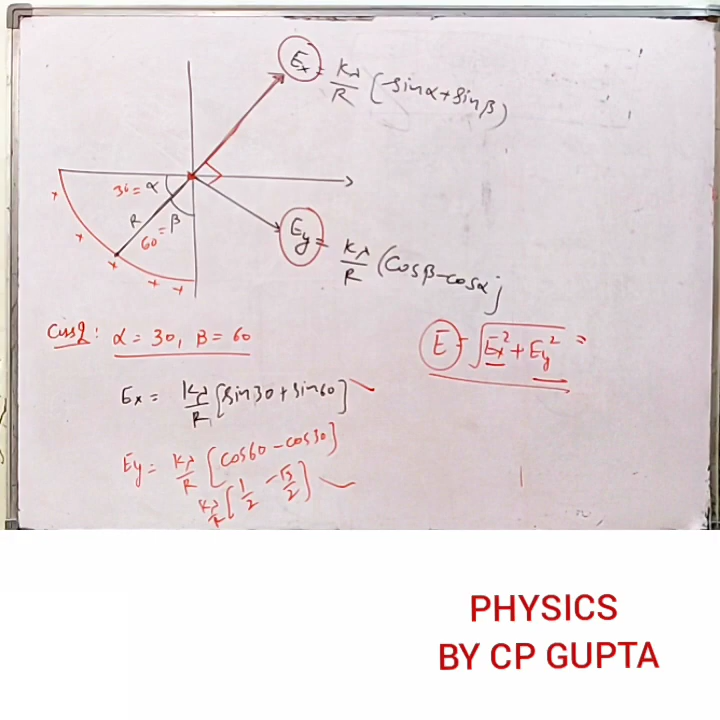 Ex = Kλ/R [sinα + sinβ)
30 = α
R
β
60 =
Ey = Kλ/R (cosβ - cosα)
Case 2: α = 30, β = 60
E = √Ex² + Ey² =
Ex = Kλ/R [sin30 + sin60]
Ey = Kλ/R [cos60 - cos30]
Kλ/R [1/2 - √3/2]
PHYSICS
BY CP GUPTA